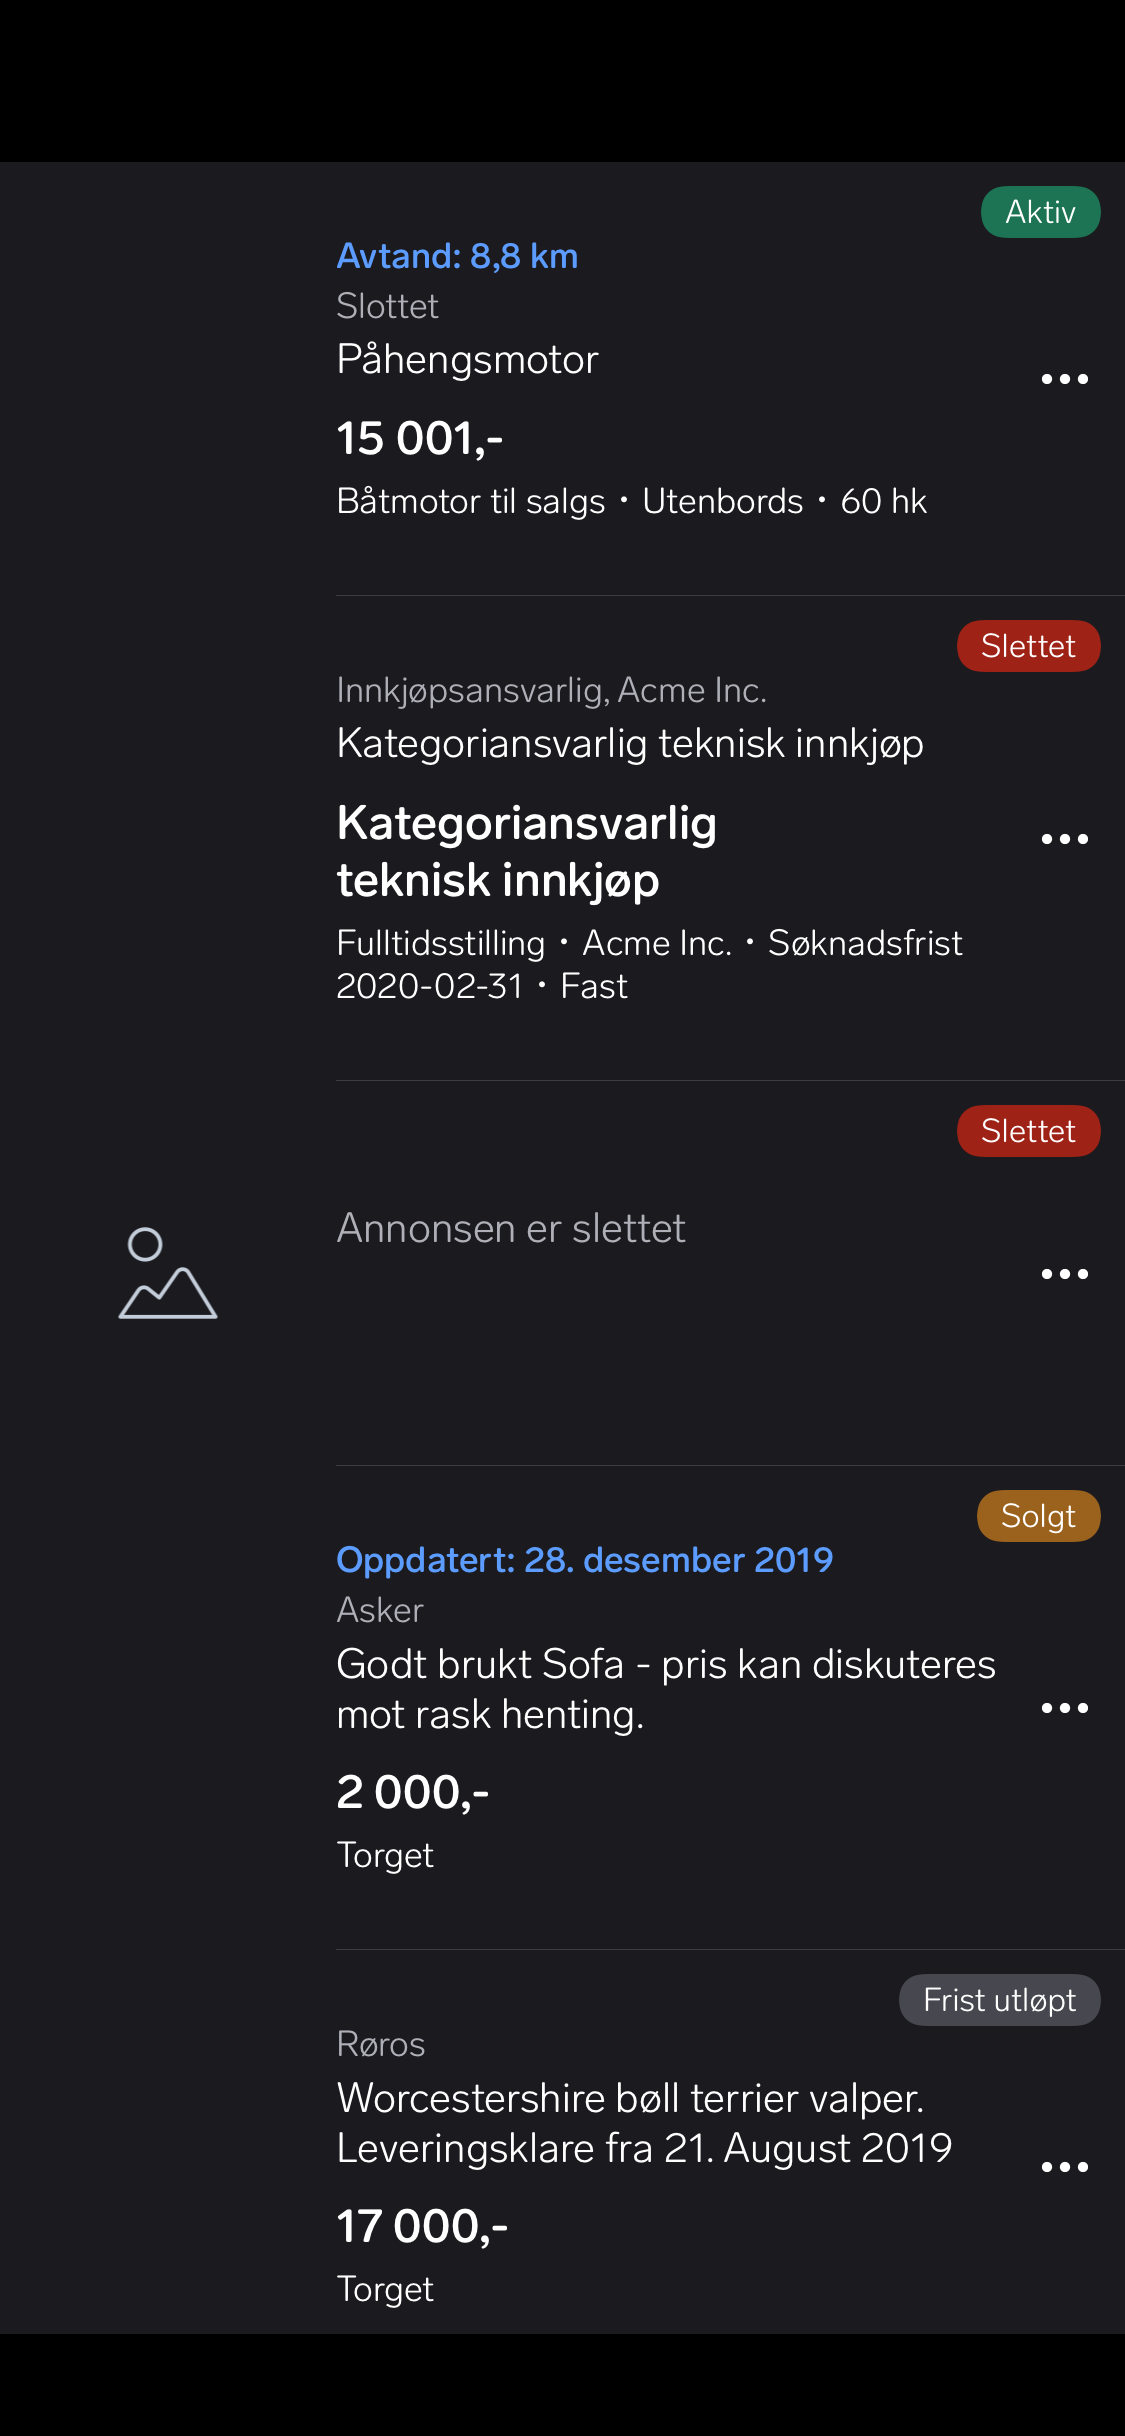 Aktiv
Avtand: 8,8 km
Slottet
Påhengsmotor
15 001,-
Båtmotor til salgs • Utenbords • 60 hk
Slettet
Innkjøpsansvarlig, Acme Inc.
Kategoriansvarlig teknisk innkjøp
Kategoriansvarlig
teknisk innkjøp
Fulltidsstilling • Acme Inc. • Søknadsfrist
2020-02-31 • Fast
Slettet
Annonsen er slettet
Solgt
Oppdatert: 28. desember 2019
Asker
Godt brukt Sofa - pris kan diskuteres
mot rask henting.
2 000,-
Torget
Frist utløpt
Røros
Worcestershire bøll terrier valper.
Leveringsklare fra 21. August 2019
17 000,-
Torget